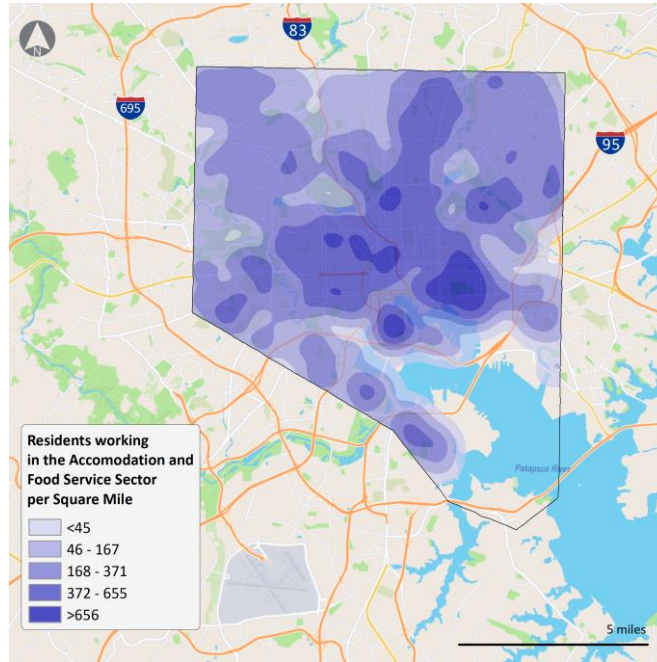 N
83
695
95
Patapsco River
Residents working
in the Accomodation and
Food Service Sector
per Square Mile
<45
46 - 167
168 - 371
372 - 655
>656
5 miles